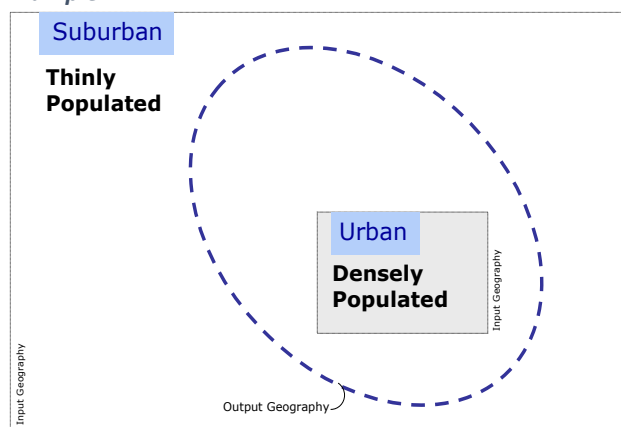 Suburban
Thinly
Populated
Urban
Densely
Populated
Input Geography
Output Geography
Input Geography